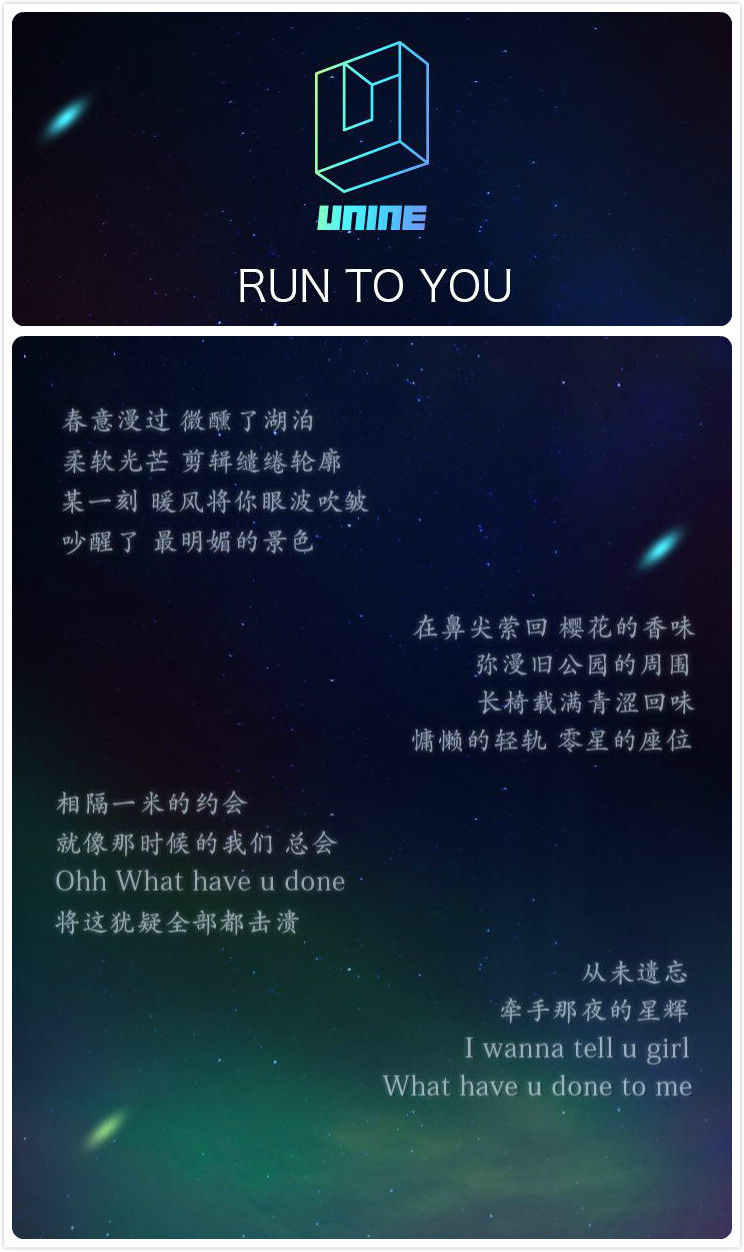 UNINE
RUN TO YOU
春意漫过 微醺了湖泊
柔软光芒 剪辑缱绻轮廓
某一刻 暖风将你眼波吹皱
吵醒了 最明媚的景色
在鼻尖萦回 樱花的香味
弥漫旧公园的周围
长椅载满青涩回味
慵懒的轻轨 零星的座位
相隔一米的约会
就像那时候的我们 总会
Ohh What have u done
将这犹疑全部都击溃
从未遗忘
牵手那夜的星辉
I wanna tell u girl
What have u done to me